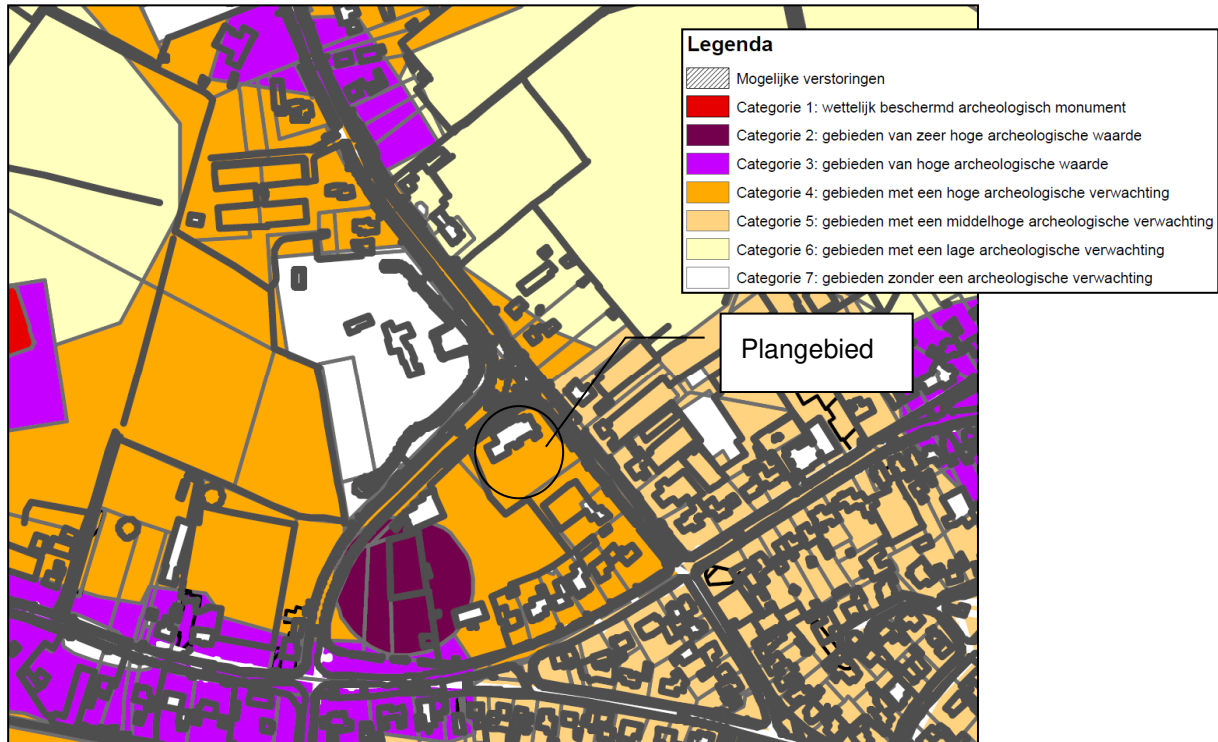 Legenda
Mogelijke verstoringen
Categorie 1: wettelijk beschermd archeologisch monument
Categorie 2: gebieden van zeer hoge archeologische waarde
Categorie 3: gebieden van hoge archeologische waarde
Categorie 4: gebieden met een hoge archeologische verwachting
Categorie 5: gebieden met een middelhoge archeologische verwachting
Categorie 6: gebieden met een lage archeologische verwachting
Categorie 7: gebieden zonder een archeologische verwachting
Plangebied